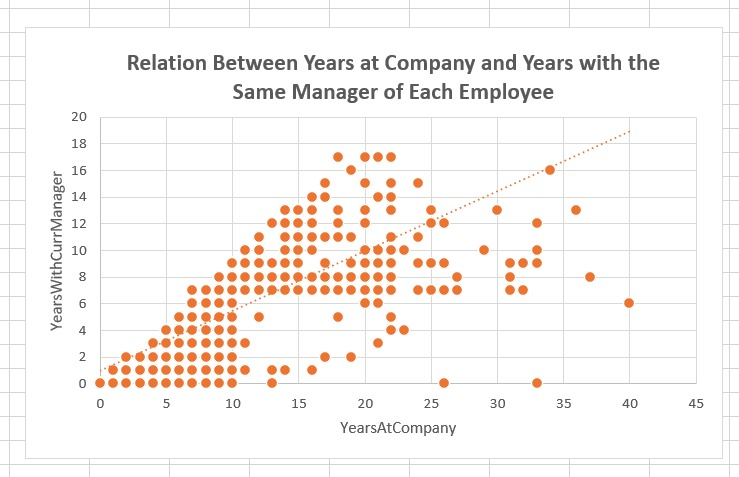 Relation Between Years at Company and Years with the
Same Manager of Each Employee
20
18
16
14
12
10
8
6
4
2
0
YearsWithCurrManager
0 5 10 15 20 25 30 35 40 45
YearsAtCompany